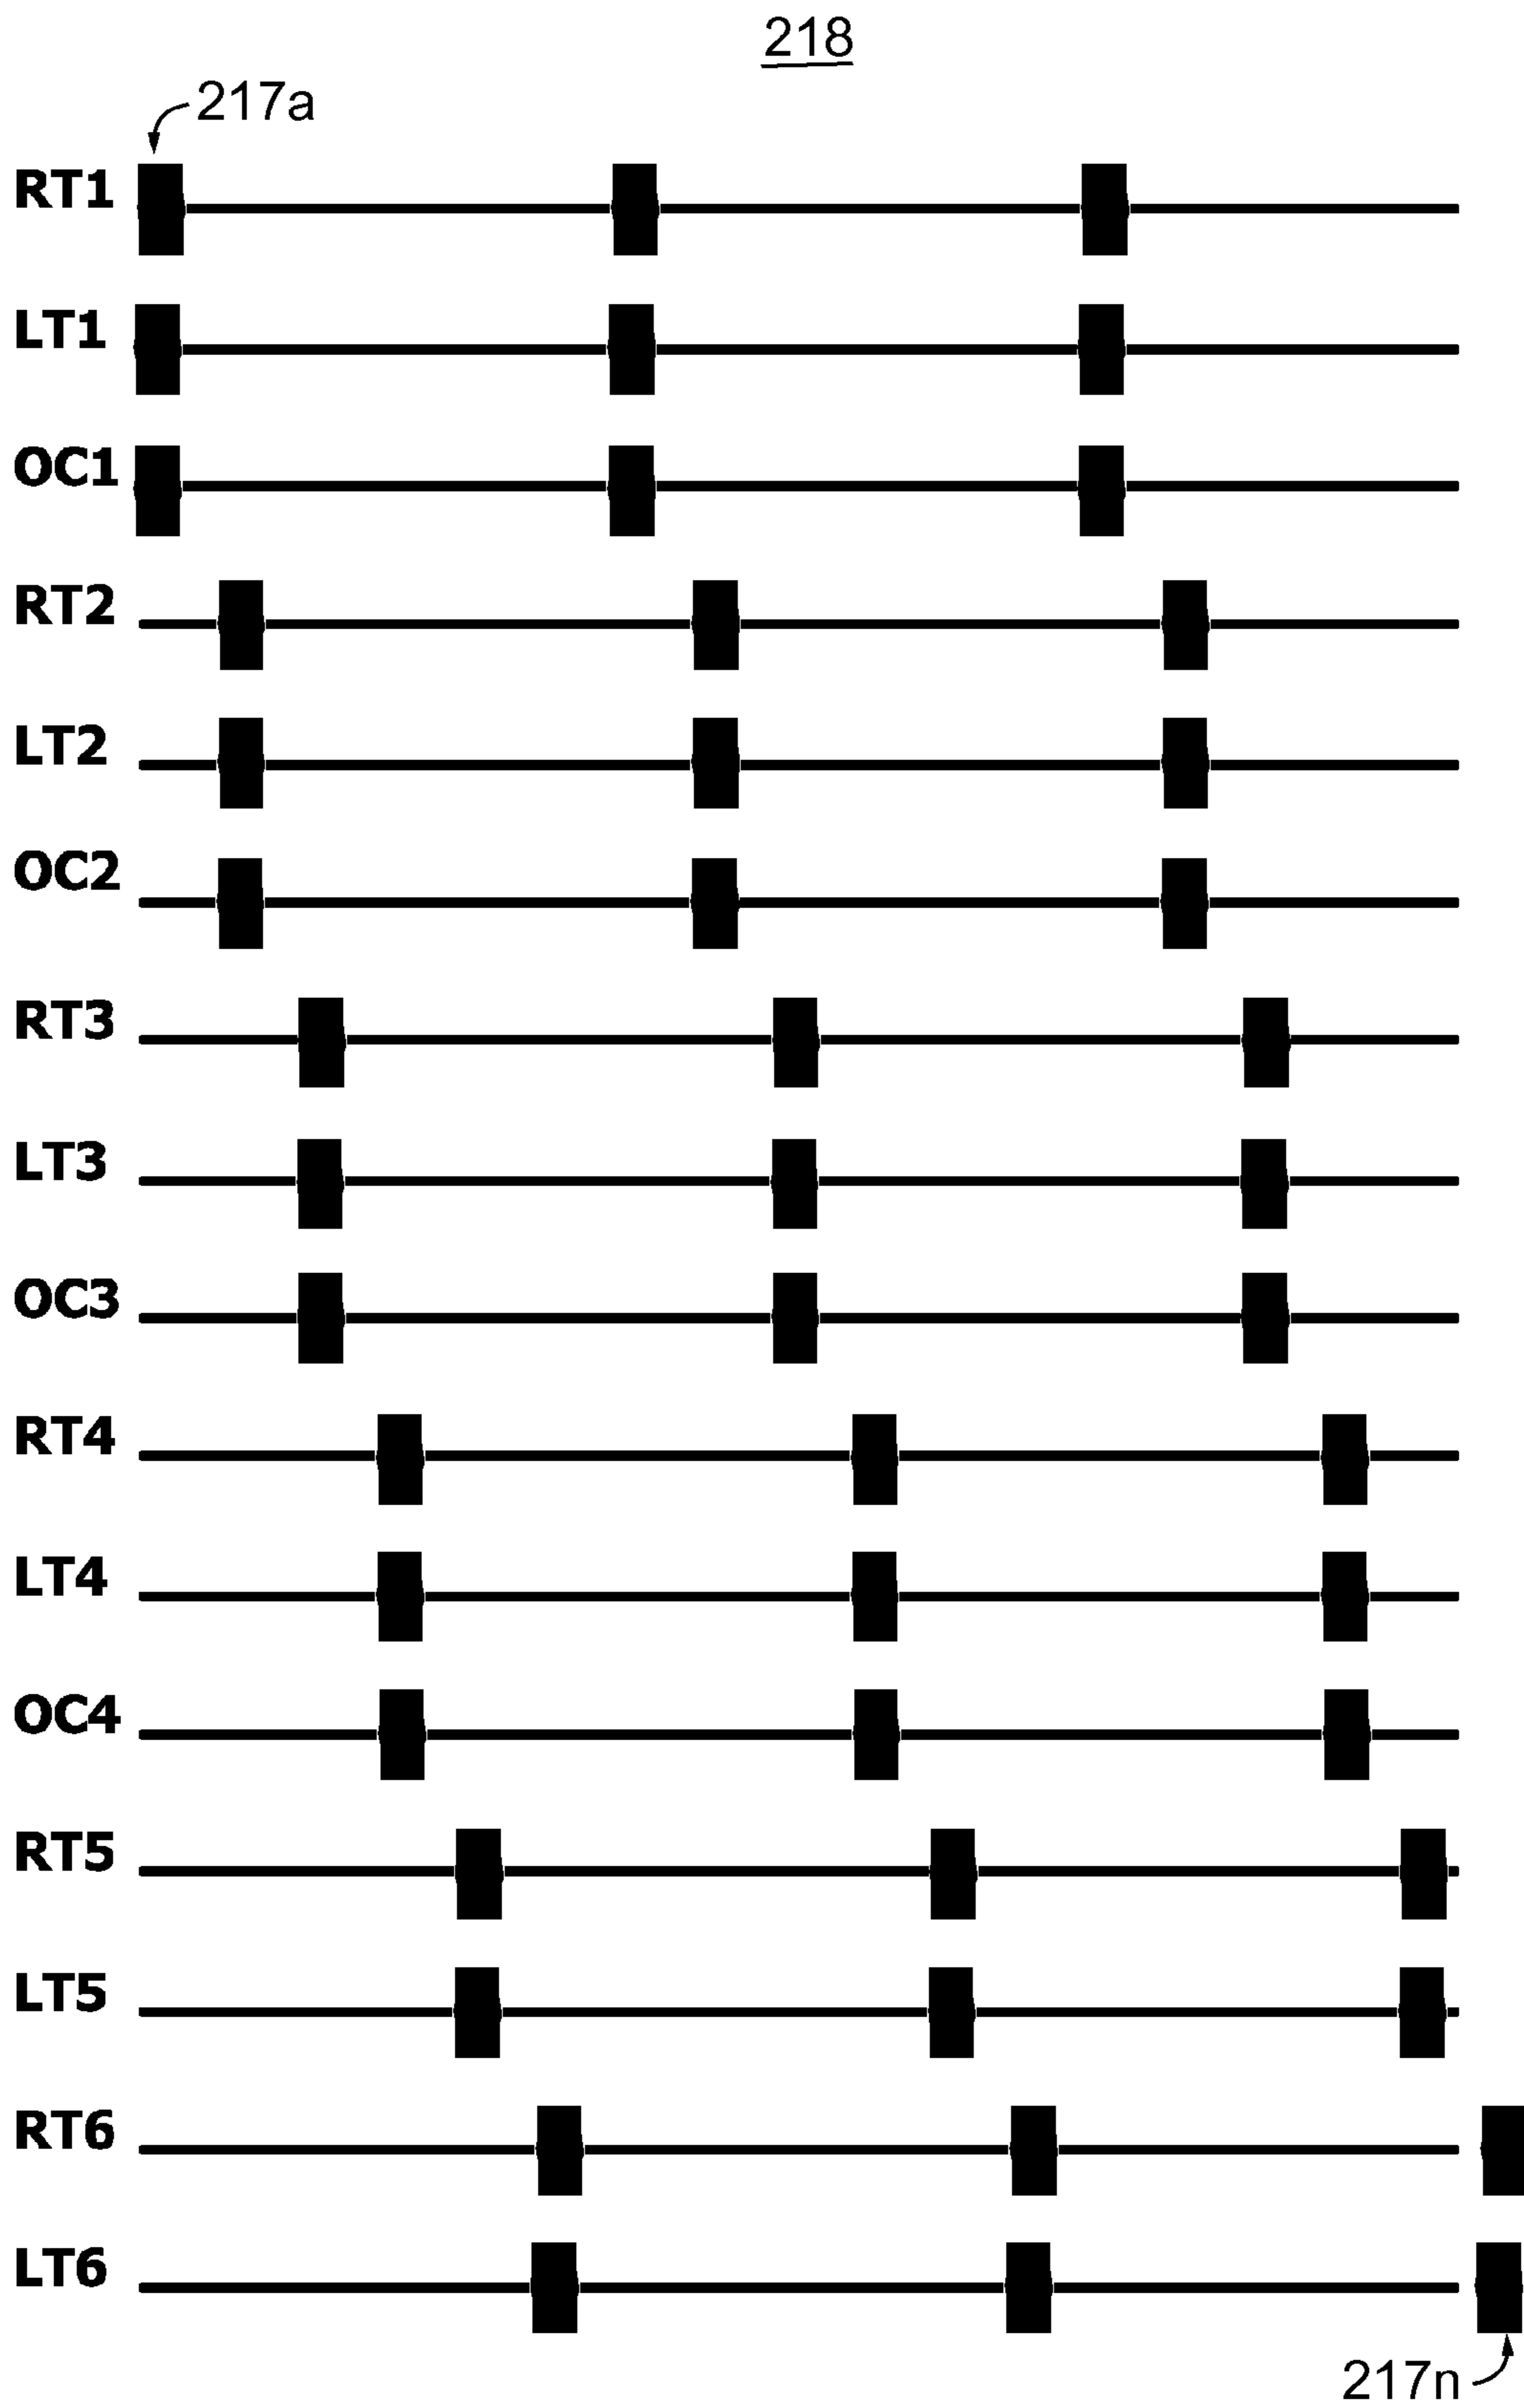 218
217a
RT1
LT1
OC1
RT2
LT2
OC2
RT3
LT3
OC3
RT4
LT4
OC4
RT5
LT5
RT6
LT6
217n